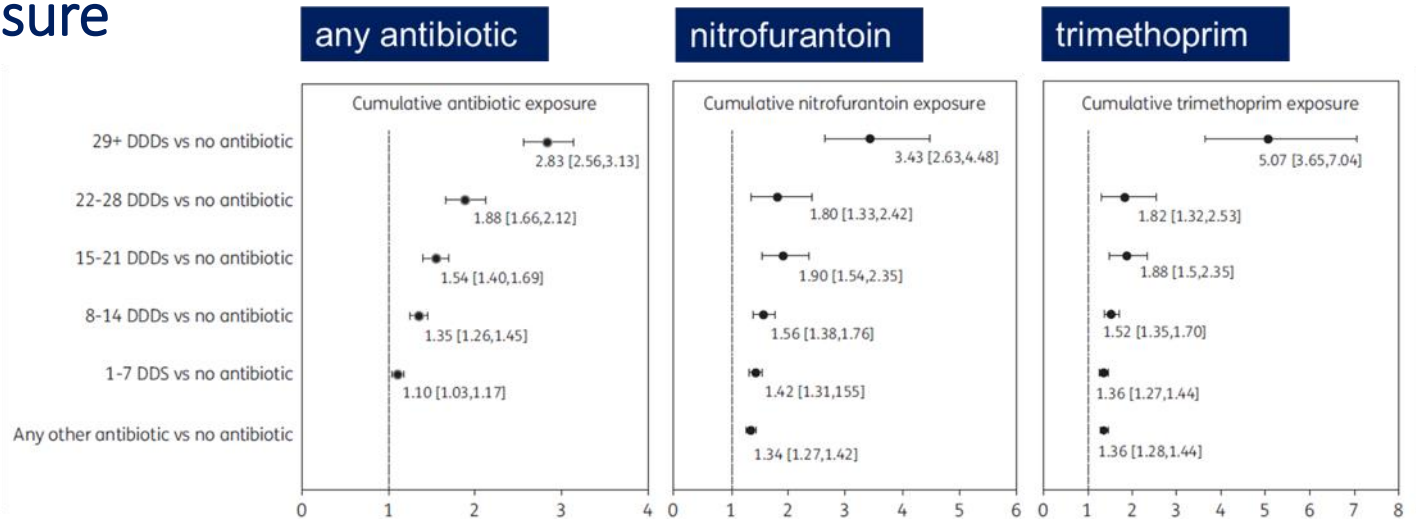 sure
any antibiotic
nitrofurantoin
trimethoprim
Cumulative antibiotic exposure
Cumulative nitrofurantoin exposure
Cumulative trimethoprim exposure
29+ DDDs vs no antibiotic
2.83 [2.56,3.13]
3.43 [2.63,4.48]
5.07 [3.65,7.04]
22-28 DDDs vs no antibiotic
1.88 [1.66,2.12]
1.80 [1.33,2.42]
1.82 [1.32,2.53]
15-21 DDDs vs no antibiotic
1.54 [1.40,1.69]
1.90 [1.54,2.35]
1.88 [1.5,2.35]
8-14 DDDs vs no antibiotic
1.35 [1.26,1.45]
1.56 [1.38,1.76]
1.52 [1.35,1.70]
1-7 DDS vs no antibiotic
1.10 [1.03,1.17]
1.42 [1.31,155]
1.36 [1.27,1.44]
Any other antibiotic vs no antibiotic
1.34 [1.27,1.42]
1.36 [1.28,1.44]
0 1 2 3 4
0 1 2 3 4 5 6
0 1 2 3 4 5 6 7 8